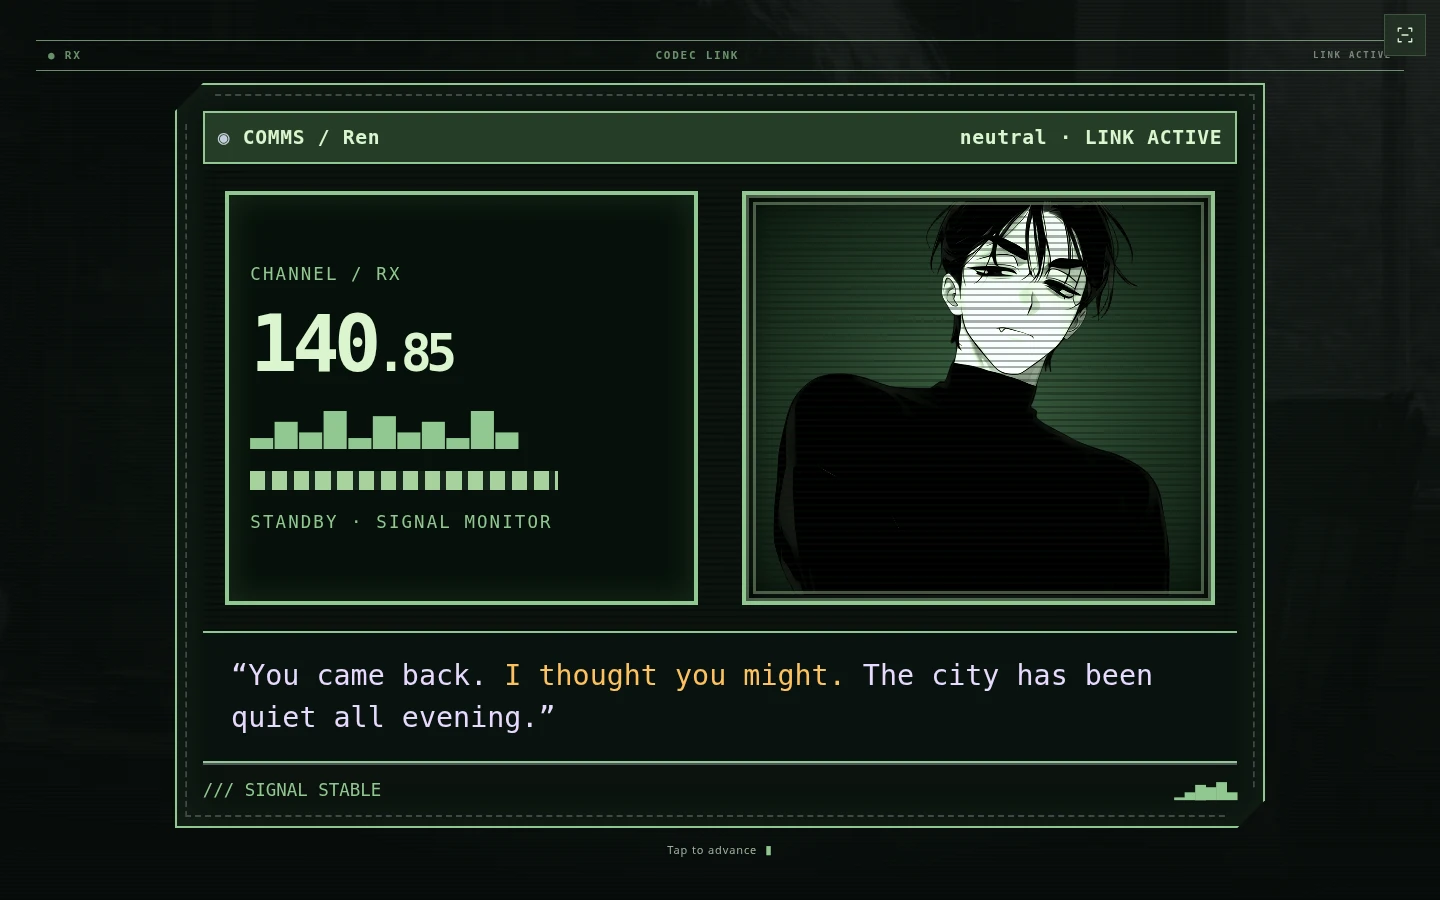 ● RX
CODEC LINK
LINK ACTIVE
◉ COMMS / Ren
neutral · LINK ACTIVE
CHANNEL / RX
140.85
STANDBY · SIGNAL MONITOR
“You came back. I thought you might. The city has been
quiet all evening.”
/// SIGNAL STABLE
Tap to advance